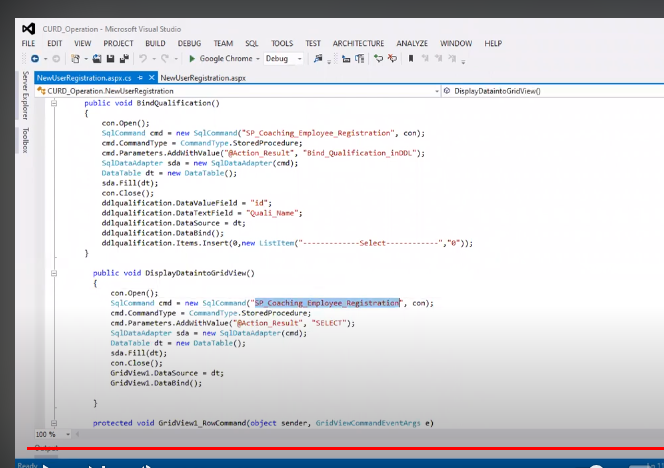 CURD_Operation - Microsoft Visual Studio
FILE EDIT VIEW PROJECT BUILD DEBUG TEAM SQL TOOLS TEST ARCHITECTURE ANALYZE WINDOW HELP
Google Chrome Debug
NewUserRegistration.aspx.cs NewUserRegistration.aspx
CURD_Operation.NewUserRegistration DisplayDataintoGridView()
Server Explorer
Toolbox
public void BindQualification()
{
con.Open();
SqlCommand cmd = new SqlCommand("SP_Coaching_Employee_Registration", con);
cmd.CommandType = CommandType.StoredProcedure;
cmd.Parameters.AddWithValue("@Action_Result", "Bind_Qualification_inDDL");
SqlDataAdapter sda = new SqlDataAdapter(cmd);
DataTable dt = new DataTable();
sda.Fill(dt);
con.Close();
ddlqualification.DataValueField = "id";
ddlqualification.DataTextField = "Quali_Name";
ddlqualification.DataSource = dt;
ddlqualification.DataBind();
ddlqualification.Items.Insert(0,new ListItem("-------------Select------------","0"));
}
public void DisplayDataintoGridView()
{
con.Open();
SqlCommand cmd = new SqlCommand("SP_Coaching_Employee_Registration", con);
cmd.CommandType = CommandType.StoredProcedure;
cmd.Parameters.AddWithValue("@Action_Result", "SELECT");
SqlDataAdapter sda = new SqlDataAdapter(cmd);
DataTable dt = new DataTable();
sda.Fill(dt);
con.Close();
GridView1.DataSource = dt;
GridView1.DataBind();
}
protected void GridView1_RowCommand(object sender, GridViewCommandEventArgs e)
100 %
Output
Ready